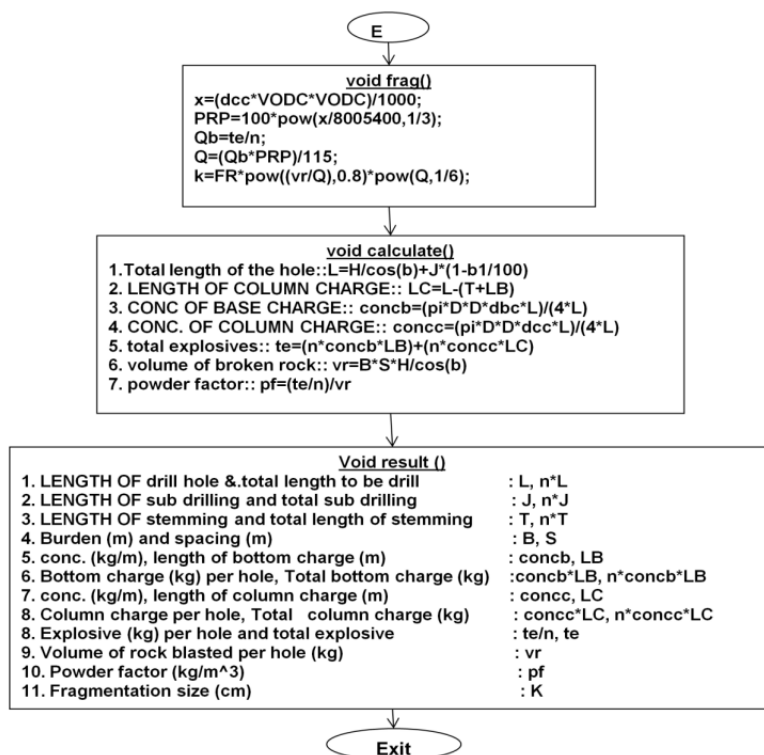 E
void frag()
x=(dcc*VODC*VODC)/1000;
PRP=100*pow(x/8005400,1/3);
Qb=te/n;
Q=(Qb*PRP)/115;
k=FR*pow((vr/Q),0.8)*pow(Q,1/6);
void calculate()
1.Total length of the hole::L=H/cos(b)+J*(1-b1/100)
2. LENGTH OF COLUMN CHARGE:: LC=L-(T+LB)
3. CONC OF BASE CHARGE:: concb=(pi*D*D*dbc*L)/(4*L)
4. CONC. OF COLUMN CHARGE:: concc=(pi*D*D*dcc*L)/(4*L)
5. total explosives:: te=(n*concb*LB)+(n*concc*LC)
6. volume of broken rock:: vr=B*S*H/cos(b)
7. powder factor:: pf=(te/n)/vr
Void result ()
1. LENGTH OF drill hole &.total length to be drill : L, n*L
2. LENGTH OF sub drilling and total sub drilling : J, n*J
3. LENGTH OF stemming and total length of stemming : T, n*T
4. Burden (m) and spacing (m) : B, S
5. conc. (kg/m), length of bottom charge (m) : concb, LB
6. Bottom charge (kg) per hole, Total bottom charge (kg) :concb*LB, n*concb*LB
7. conc. (kg/m), length of column charge (m) : concc, LC
8. Column charge per hole, Total column charge (kg) : concc*LC, n*concc*LC
8. Explosive (kg) per hole and total explosive : te/n, te
9. Volume of rock blasted per hole (kg) : vr
10. Powder factor (kg/m^3) : pf
11. Fragmentation size (cm) : K
Exit